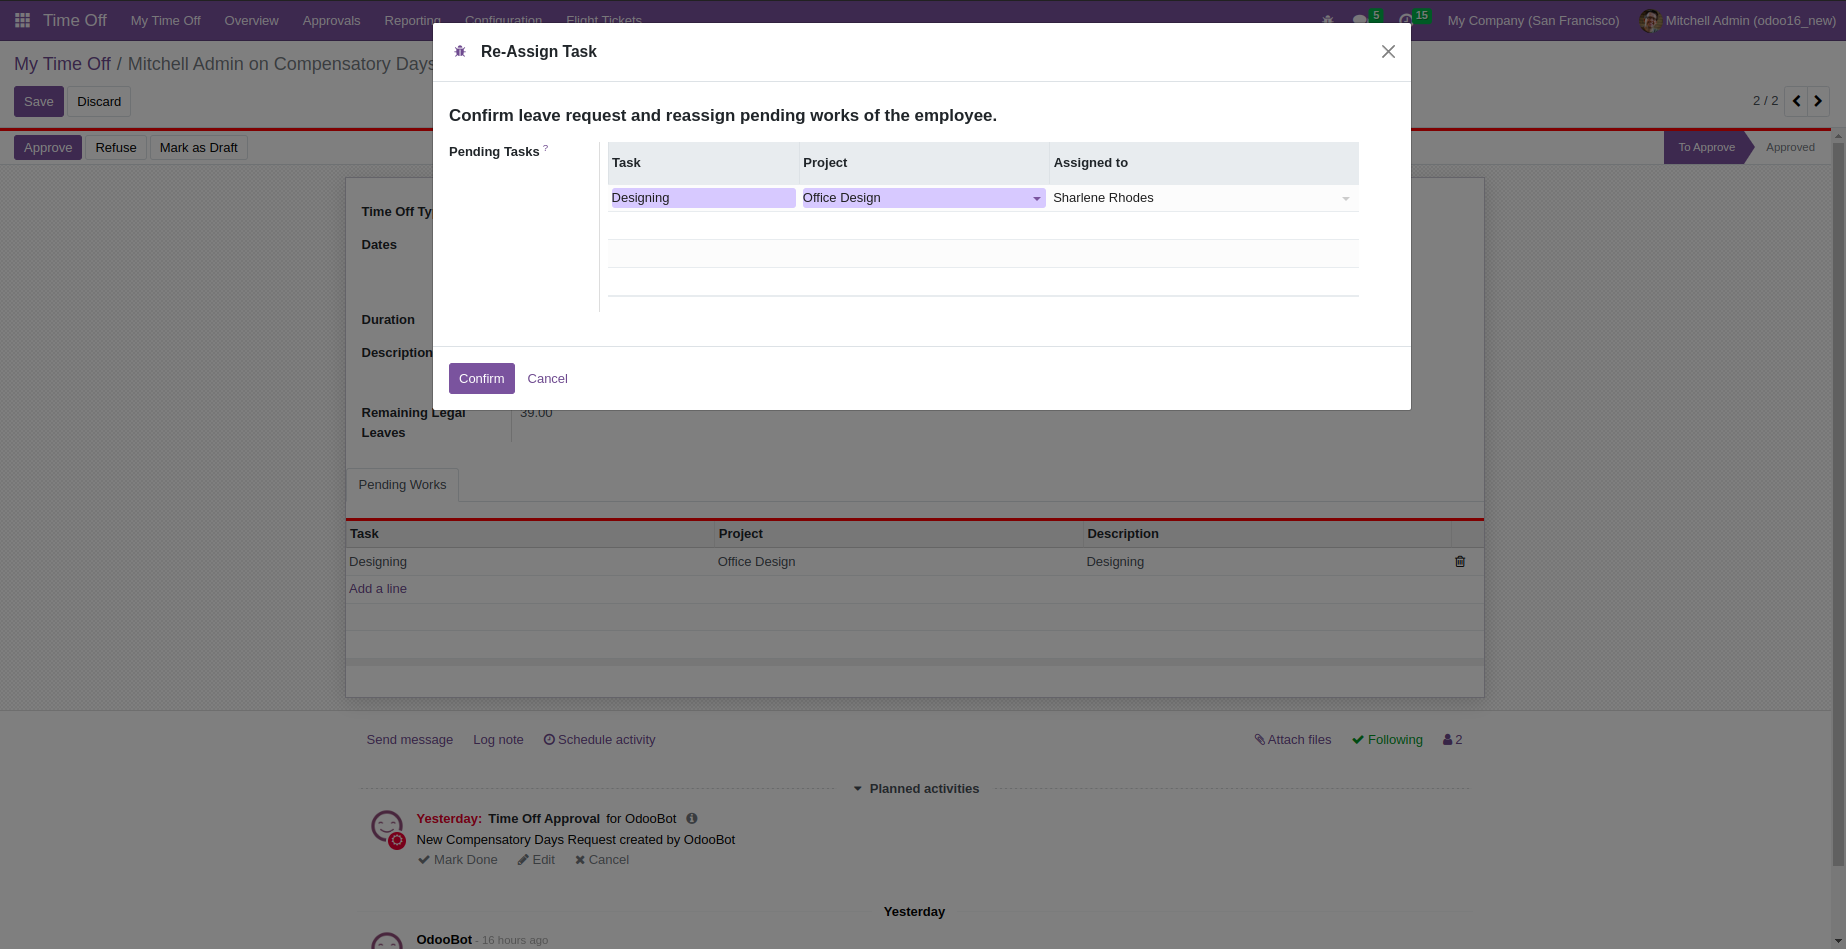 Time Off My Time Off Overview Approvals Reporting Configuration Flight Tickets 5 15 My Company (San Francisco) Mitchell Admin (odoo16_new)
Re-Assign Task
My Time Off / Mitchell Admin on Compensatory Days
Save Discard
2 / 2
Confirm leave request and reassign pending works of the employee.
Approve Refuse Mark as Draft
To Approve Approved
Pending Tasks ?
Task Project Assigned to
Designing Office Design Sharlene Rhodes
Time Off Ty
Dates
Duration
Description
Confirm Cancel
Remaining Legal Leaves 39.00
Pending Works
Task Project Description
Designing Office Design Designing
Add a line
Send message Log note Schedule activity Attach files Following 2
Planned activities
Yesterday: Time Off Approval for OdooBot
New Compensatory Days Request created by OdooBot
Mark Done Edit Cancel
Yesterday
OdooBot - 16 hours ago